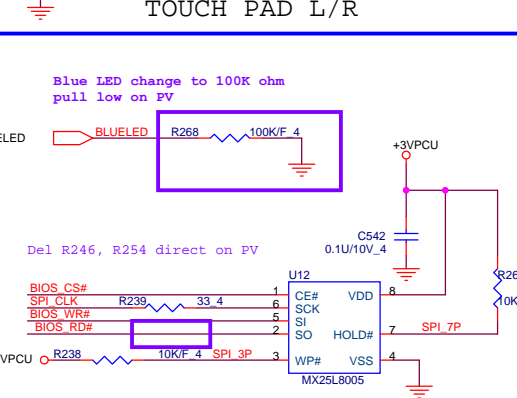 TOUCH PAD L/R
Blue LED change to 100K ohm
pull low on PV
ELED
BLUELED
R268
100K/F_4
+3VPCU
C542
0.1U/10V_4
Del R246, R254 direct on PV
R26
10K
U12
BIOS_CS#
1
CE#
VDD
8
SPI_CLK
R239
33_4
6
SCK
BIOS_WR#
5
SI
BIOS_RD#
2
SO
HOLD#
7
SPI_7P
VPCU
R238
10K/F_4
SPI_3P
3
WP#
VSS
4
MX25L8005